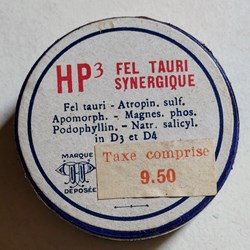 HP3 FEL TAURI
SYNERGIQUE
Fel tauri - Atropin. sulf.
Apomorph. - Magnes. phos.
Podophyllin. - Natr. salicyl.
in D3 et D4
MARQUE
DÉPOSÉE
Taxe comprise
9.50